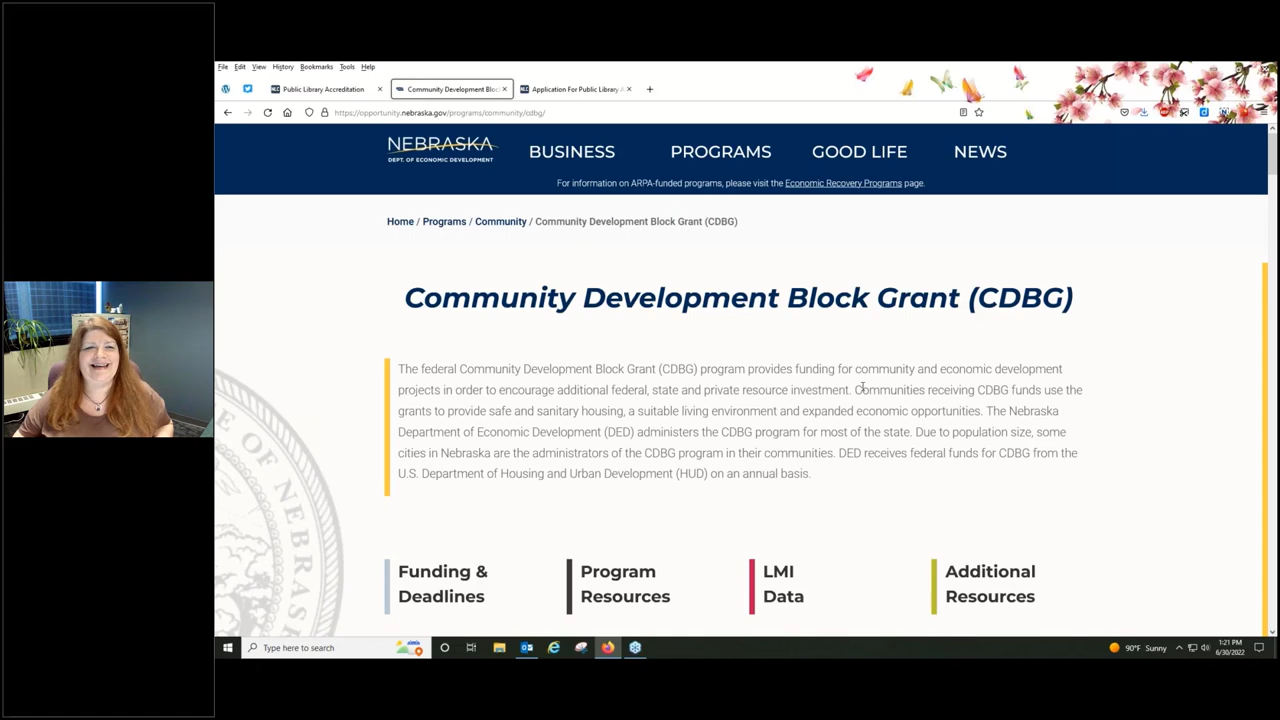 File Edit View History Bookmarks Tools Help
NLC Public Library Accreditation × Community Development Bloc × NLC Application For Public Library A × +
https://opportunity.nebraska.gov/programs/community/cdbg/
NEBRASKA
DEPT. OF ECONOMIC DEVELOPMENT
BUSINESS PROGRAMS GOOD LIFE NEWS
For information on ARPA-funded programs, please visit the Economic Recovery Programs page.
Home / Programs / Community / Community Development Block Grant (CDBG)
Community Development Block Grant (CDBG)
The federal Community Development Block Grant (CDBG) program provides funding for community and economic development
projects in order to encourage additional federal, state and private resource investment. Communities receiving CDBG funds use the
grants to provide safe and sanitary housing, a suitable living environment and expanded economic opportunities. The Nebraska
Department of Economic Development (DED) administers the CDBG program for most of the state. Due to population size, some
cities in Nebraska are the administrators of the CDBG program in their communities. DED receives federal funds for CDBG from the
U.S. Department of Housing and Urban Development (HUD) on an annual basis.
Funding &
Deadlines
Program
Resources
LMI
Data
Additional
Resources
NEBRAS
Type here to search
90°F Sunny
1:21 PM
6/30/2022